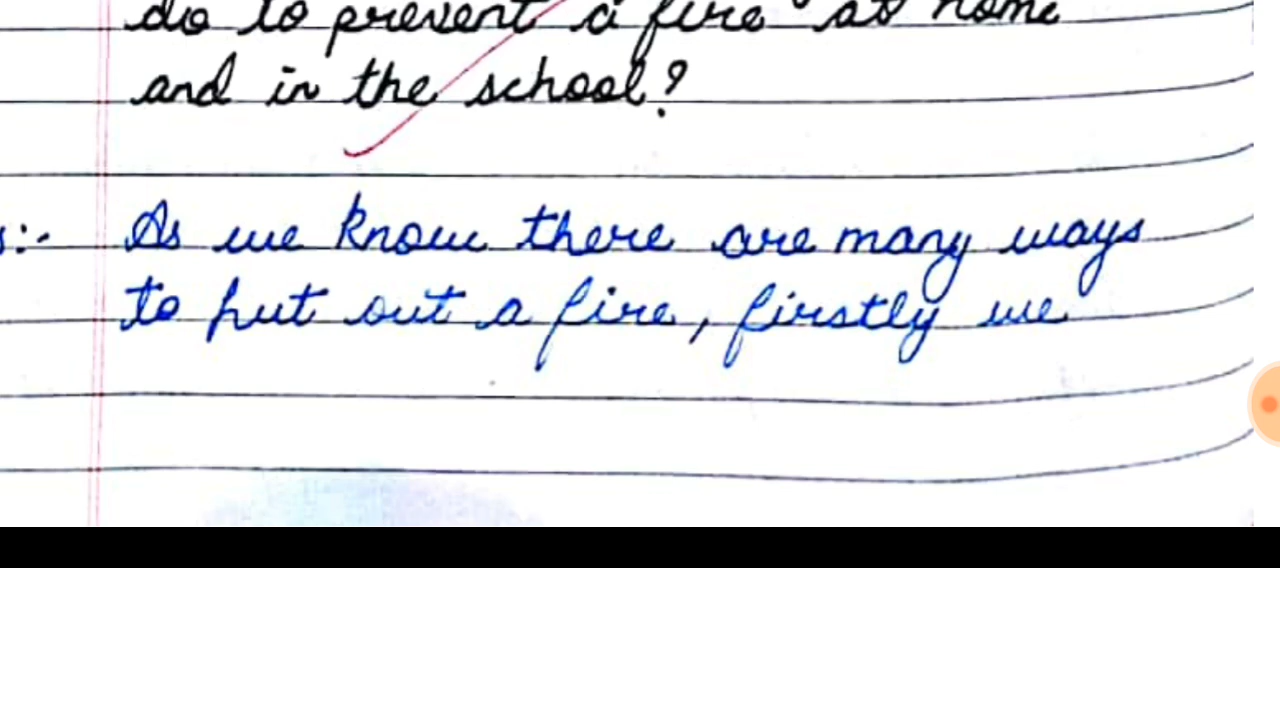 do to prevent a fire at home
and in the school?
s:- As we know there are many ways
to put out a fire, firstly we